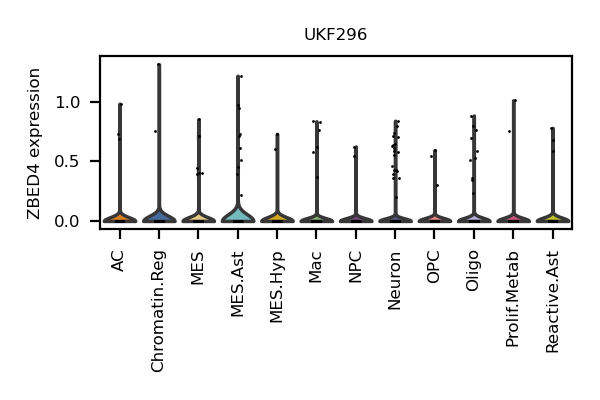 UKF296
ZBED4 expression
1.0
0.5
0.0
AC
Chromatin.Reg
MES
MES.Ast
MES.Hyp
Mac
NPC
Neuron
OPC
Oligo
Prolif.Metab
Reactive.Ast